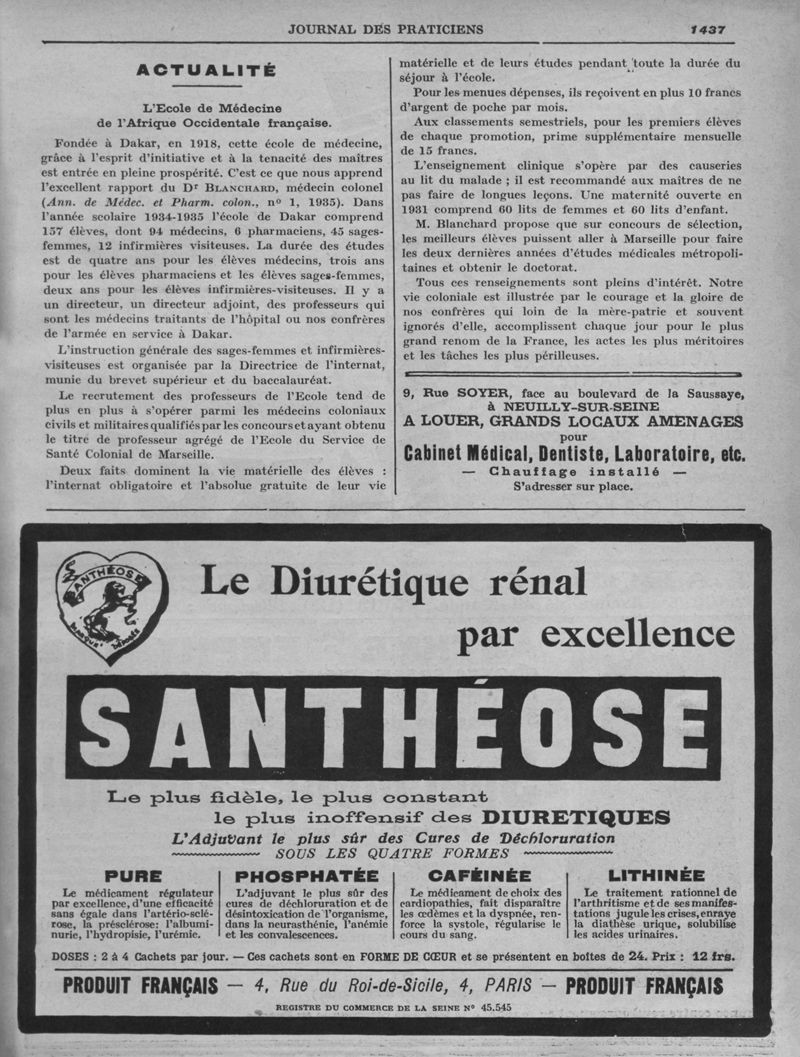 JOURNAL DES PRATICIENS 1437
ACTUALITÉ
L'Ecole de Médecine
de l'Afrique Occidentale française.
Fondée à Dakar, en 1918, cette école de médecine,
grâce à l'esprit d'initiative et à la tenacité des maîtres
est entrée en pleine prospérité. C'est ce que nous apprend
l'excellent rapport du Dr BLANCHARD, médecin colonel
(Ann. de Médec. et Pharm. colon., no 1, 1935). Dans
l'année scolaire 1934-1935 l'école de Dakar comprend
157 élèves, dont 94 médecins, 6 pharmaciens, 45 sages-
femmes, 12 infirmières visiteuses. La durée des études
est de quatre ans pour les élèves médecins, trois ans
pour les élèves pharmaciens et les élèves sages-femmes,
deux ans pour les élèves infirmières-visiteuses. Il y a
un directeur, un directeur adjoint, des professeurs qui
sont les médecins traitants de l'hôpital ou nos confrères
de l'armée en service à Dakar.
L'instruction générale des sages-femmes et infirmières-
visiteuses est organisée par la Directrice de l'internat,
munie du brevet supérieur et du baccalauréat.
Le recrutement des professeurs de l'Ecole tend de
plus en plus à s'opérer parmi les médecins coloniaux
civils et militaires qualifiés par les concours et ayant obtenu
le titre de professeur agrégé de l'Ecole du Service de
Santé Colonial de Marseille.
Deux faits dominent la vie matérielle des élèves :
l'internat obligatoire et l'absolue gratuite de leur vie
matérielle et de leurs études pendant toute la durée du
séjour à l'école.
Pour les menues dépenses, ils reçoivent en plus 10 francs
d'argent de poche par mois.
Aux classements semestriels, pour les premiers élèves
de chaque promotion, prime supplémentaire mensuelle
de 15 francs.
L'enseignement clinique s'opère par des causeries
au lit du malade ; il est recommandé aux maîtres de ne
pas faire de longues leçons. Une maternité ouverte en
1931 comprend 60 lits de femmes et 60 lits d'enfant.
M. Blanchard propose que sur concours de sélection,
les meilleurs élèves puissent aller à Marseille pour faire
les deux dernières années d'études médicales métropoli-
taines et obtenir le doctorat.
Tous ces renseignements sont pleins d'intérêt. Notre
vie coloniale est illustrée par le courage et la gloire de
nos confrères qui loin de la mère-patrie et souvent
ignorés d'elle, accomplissent chaque jour pour le plus
grand renom de la France, les actes les plus méritoires
et les tâches les plus périlleuses.
9, Rue SOYER, face au boulevard de la Saussaye,
à NEUILLY-SUR-SEINE
A LOUER, GRANDS LOCAUX AMENAGES
pour
Cabinet Médical, Dentiste, Laboratoire, etc.
— Chauffage installé —
S'adresser sur place.
SANTHÉOSE
MARQUE DÉPOSÉE
Le Diurétique rénal
par excellence
SANTHÉOSE
Le plus fidèle, le plus constant
le plus inoffensif des DIURETIQUES
L'Adjuvant le plus sûr des Cures de Déchloruration
SOUS LES QUATRE FORMES
PURE
Le médicament régulateur
par excellence, d'une efficacité
sans égale dans l'artério-sclé-
rose, la présclérose: l'albumi-
nurie, l'hydropisie, l'urémie.
PHOSPHATÉE
L'adjuvant le plus sûr des
cures de déchloruration et de
désintoxication de l'organisme,
dans la neurasthénie, l'anémie
et les convalescences.
CAFÉINÉE
Le médicament de choix des
cardiopathies, fait disparaître
les œdèmes et la dyspnée, ren-
force la systole, régularise le
cours du sang.
LITHINÉE
Le traitement rationnel de
l'arthritisme et de ses manifes-
tations jugule les crises, enraye
la diathèse urique, solubilise
les acides urinaires.
DOSES : 2 à 4 Cachets par jour. — Ces cachets sont en FORME DE CŒUR et se présentent en boîtes de 24. Prix : 12 frs.
PRODUIT FRANÇAIS — 4, Rue du Roi-de-Sicile, 4, PARIS — PRODUIT FRANÇAIS
REGISTRE DU COMMERCE DE LA SEINE No 45.545